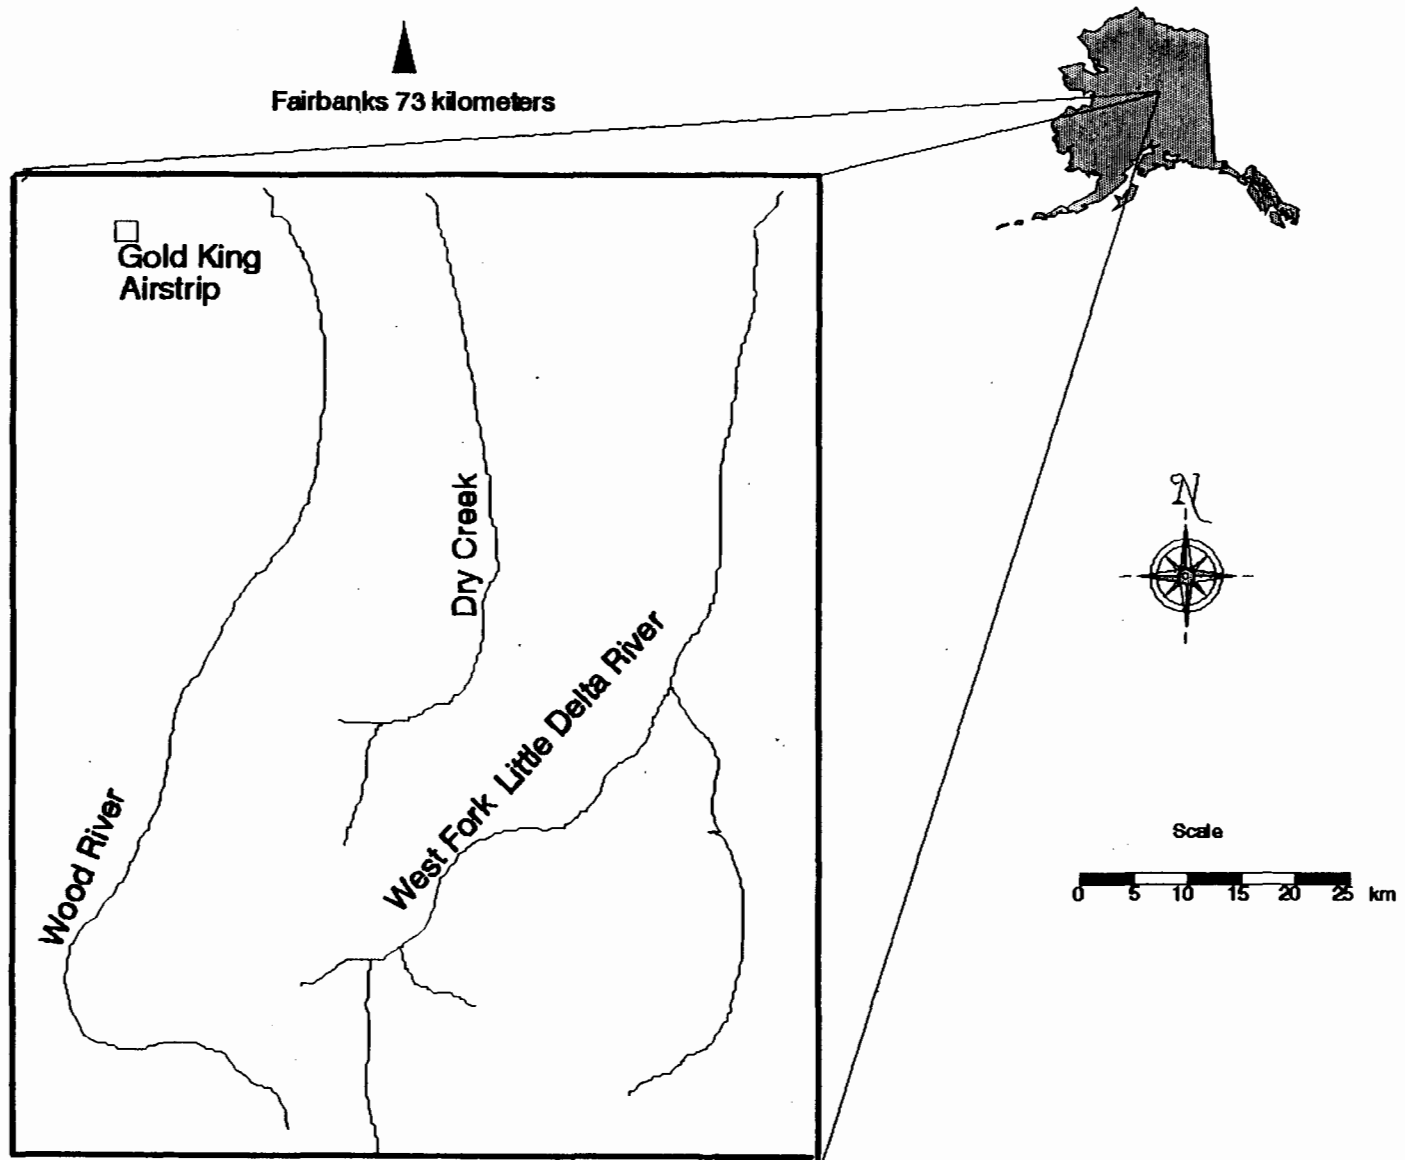 Fairbanks 73 kilometers
Gold King
Airstrip
Dry Creek
West Fork Little Delta River
Wood River
N
Scale
0 5 10 15 20 25 km